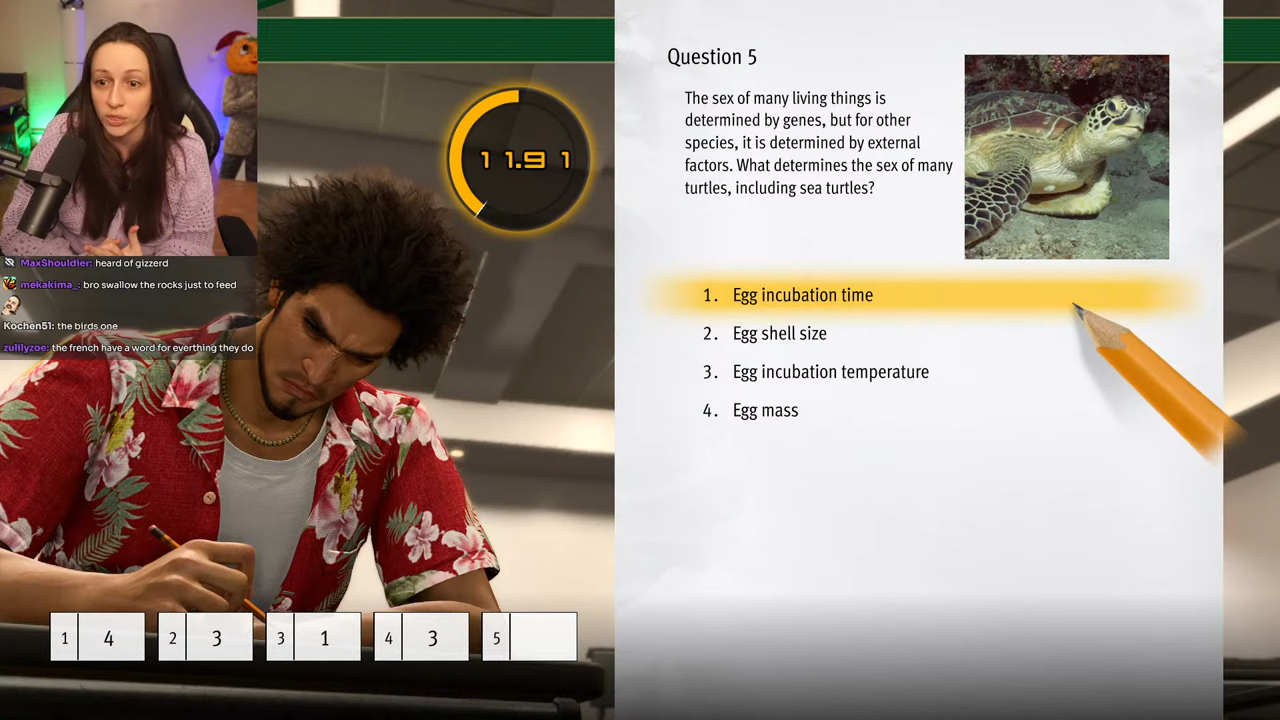 MaxShouldier: heard of gizzerd
mekakima_: bro swallow the rocks just to feed
Kochen51: the birds one
zulilyzoe: the french have a word for everthing they do
11.91
Question 5
The sex of many living things is
determined by genes, but for other
species, it is determined by external
factors. What determines the sex of many
turtles, including sea turtles?
1. Egg incubation time
2. Egg shell size
3. Egg incubation temperature
4. Egg mass
1 4 2 3 3 1 4 3 5